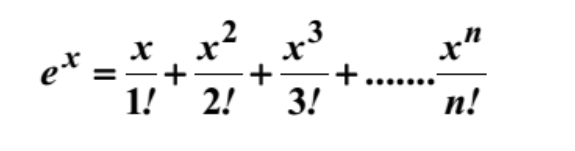 e^x = x/1! + x^2/2! + x^3/3! + ....... x^n/n!